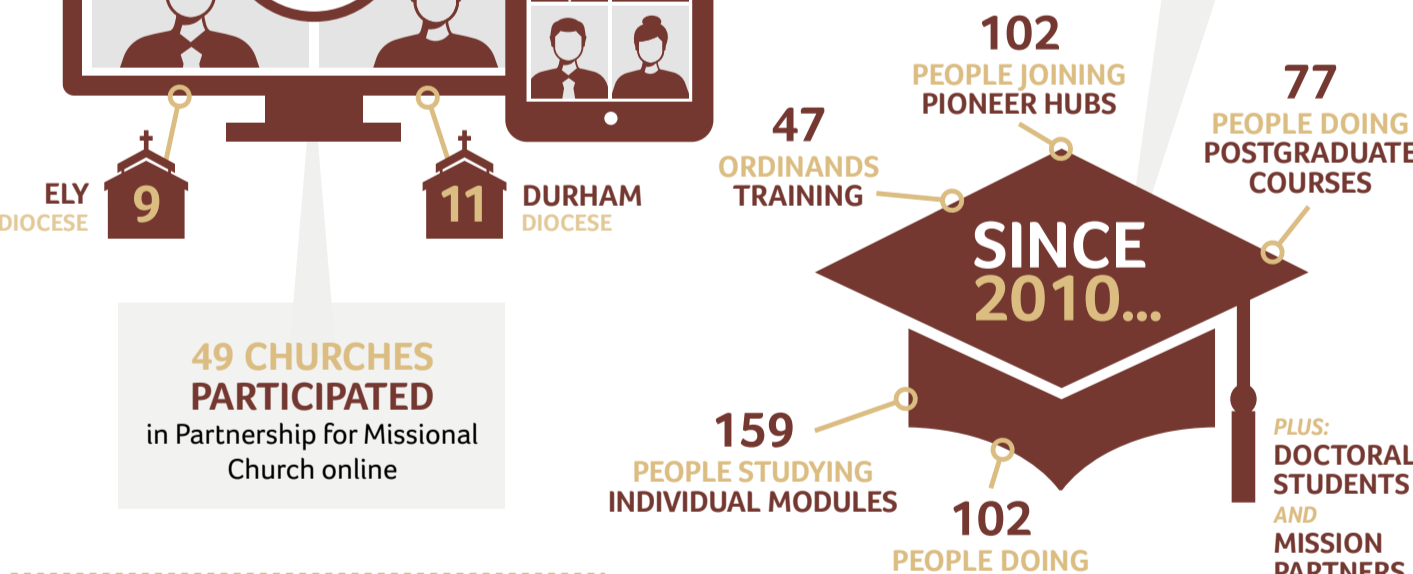 ELY
DIOCESE
9
11
DURHAM
DIOCESE
49 CHURCHES
PARTICIPATED
in Partnership for Missional
Church online
102
PEOPLE JOINING
PIONEER HUBS
47
ORDINANDS
TRAINING
77
PEOPLE DOING
POSTGRADUATE
COURSES
SINCE
2010...
159
PEOPLE STUDYING
INDIVIDUAL MODULES
102
PEOPLE DOING
PLUS:
DOCTORAL
STUDENTS
AND
MISSION
PARTNERS